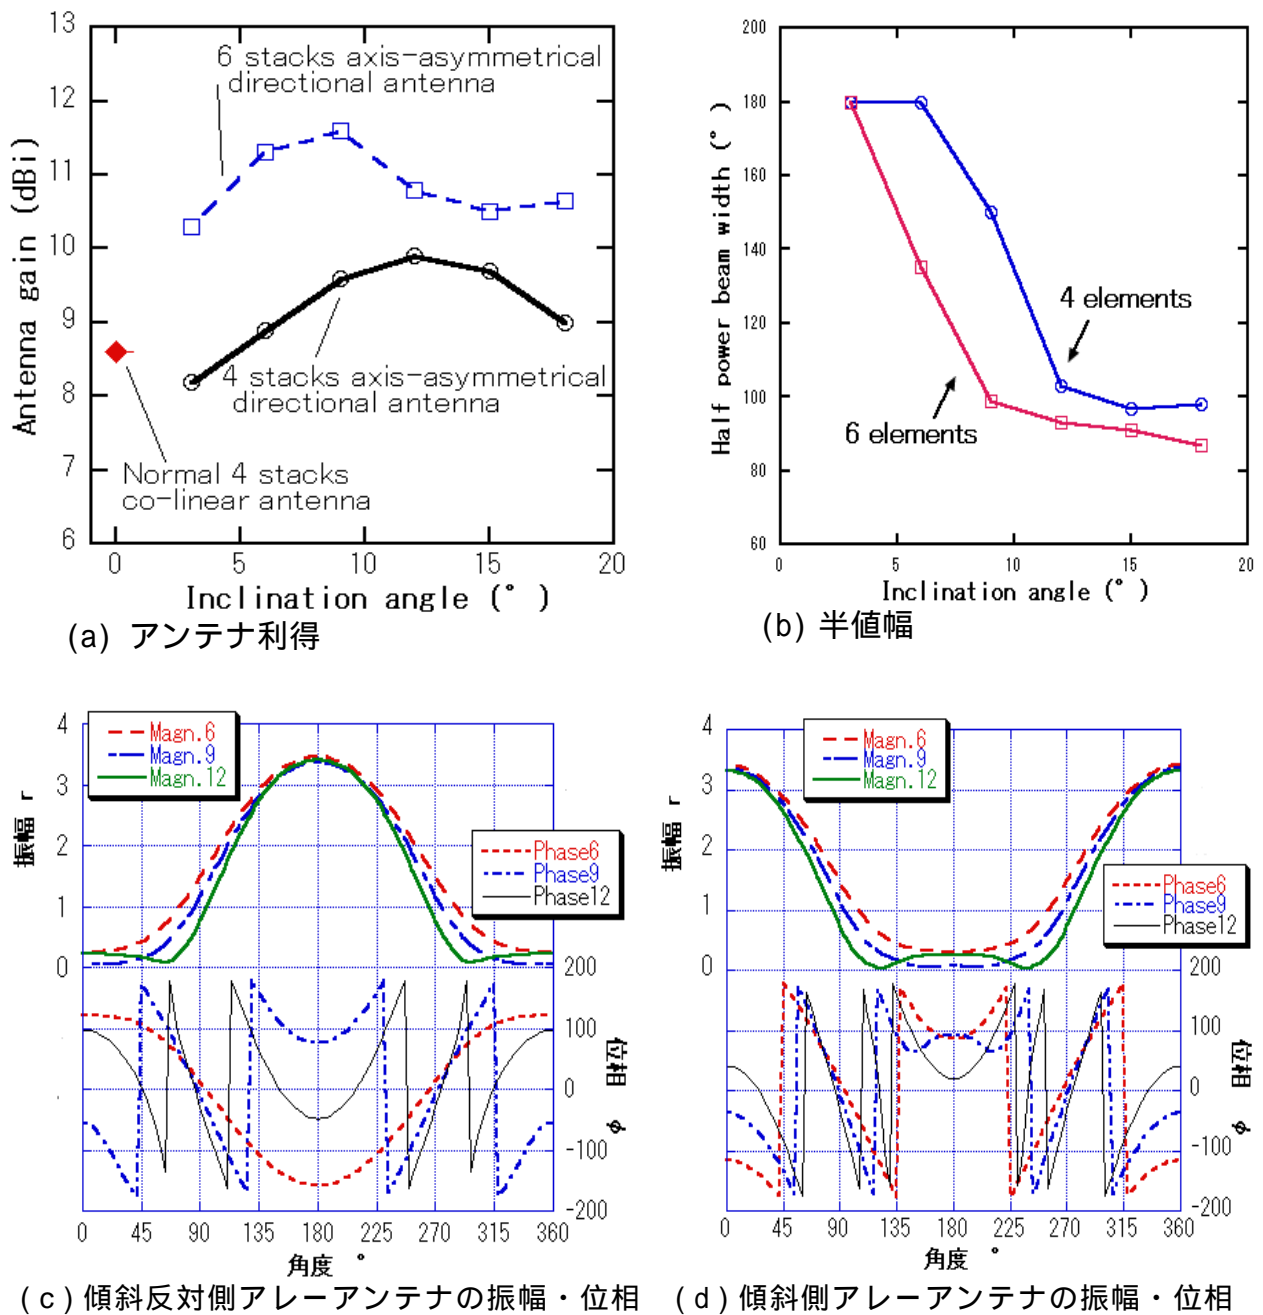 13
12
11
10
9
8
7
6
0
5
10
15
20
Antenna gain (dBi)
6 stacks axis-asymmetrical
directional antenna
4 stacks axis-asymmetrical
directional antenna
Normal 4 stacks
co-linear antenna
Inclination angle (°)
(a) アンテナ利得
200
180
160
140
120
100
80
60
0
5
10
15
20
Half power beam width (°)
4 elements
6 elements
Inclination angle (°)
(b) 半値幅
4
3
2
1
0
振幅 r
Magn.6
Magn.9
Magn.12
Phase6
Phase9
Phase12
200
100
0
-100
-200
位相 φ
0
45
90
135
180
225
270
315
360
角度 °
(c)傾斜反対側アレーアンテナの振幅・位相
4
3
2
1
0
振幅 r
Magn.6
Magn.9
Magn.12
Phase6
Phase9
Phase12
200
100
0
-100
-200
位相 φ
0
45
90
135
180
225
270
315
360
角度 °
(d)傾斜側アレーアンテナの振幅・位相